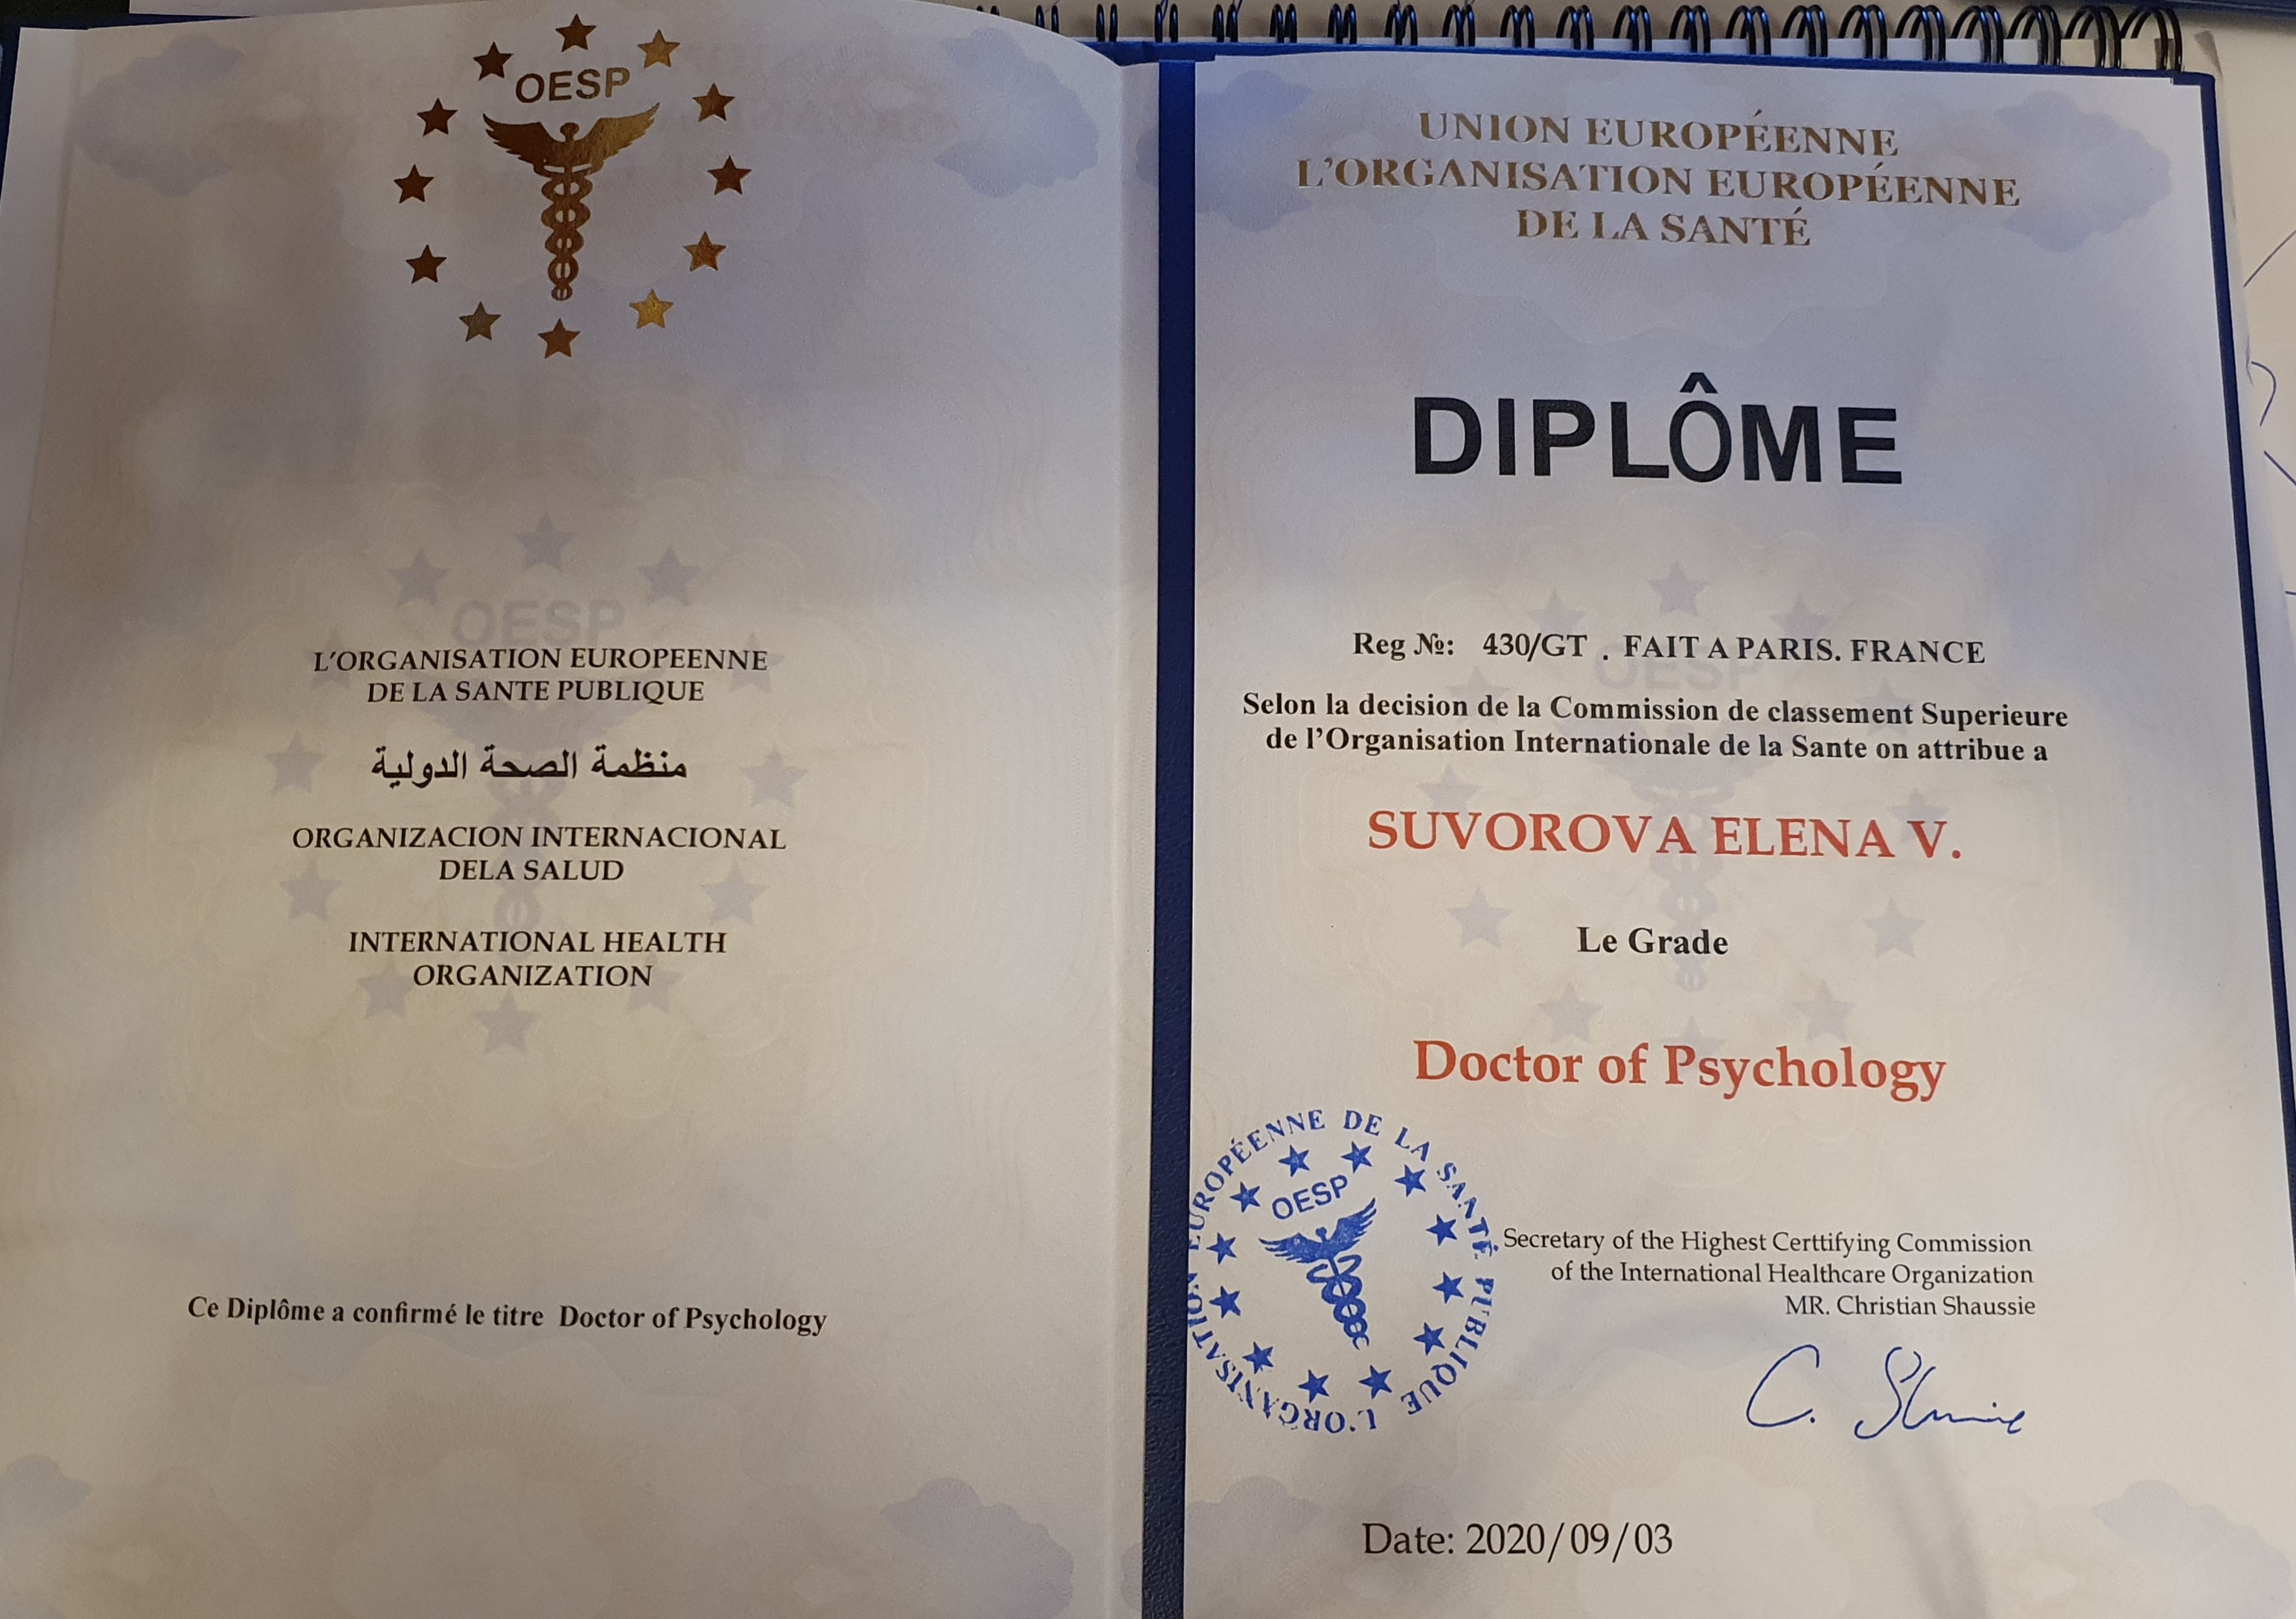 OESP
L'ORGANISATION EUROPEENNE
DE LA SANTE PUBLIQUE
منظمة الصحة الدولية
ORGANIZACION INTERNACIONAL
DELA SALUD
INTERNATIONAL HEALTH
ORGANIZATION
Ce Diplôme a confirmé le titre Doctor of Psychology
UNION EUROPÉENNE
L'ORGANISATION EUROPÉENNE
DE LA SANTÉ
DIPLÔME
Reg №: 430/GT . FAIT A PARIS. FRANCE
Selon la decision de la Commission de classement Superieure
de l'Organisation Internationale de la Sante on attribue a
SUVOROVA ELENA V.
Le Grade
Doctor of Psychology
L'ORGANISATION EUROPÉENNE DE LA SANTÉ PUBLIQUE
OESP
Secretary of the Highest Certtifying Commission
of the International Healthcare Organization
MR. Christian Shaussie
Date: 2020/09/03